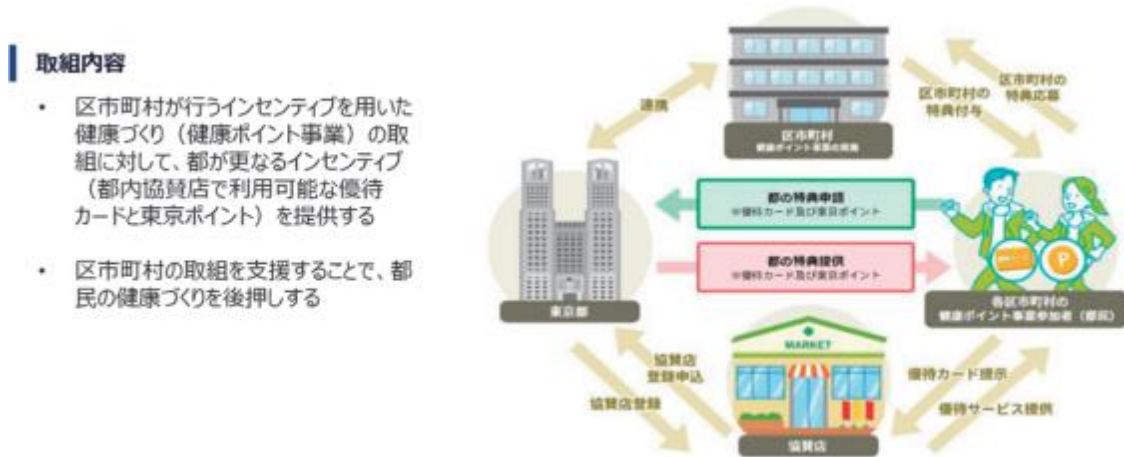 取組内容
• 区市町村が行うインセンティブを用いた
健康づくり（健康ポイント事業）の取
組に対して、都が更なるインセンティブ
（都内協賛店で利用可能な優待
カードと東京ポイント）を提供する
• 区市町村の取組を支援することで、都
民の健康づくりを後押しする
連携
区市町村
健康ポイント事業の実施
区市町村の
特典付与
区市町村の
特典応募
都の特典申請
※優待カード及び東京ポイント
都の特典提供
※優待カード及び東京ポイント
東京都
P
各区市町村の
健康ポイント事業参加者（都民）
協賛店
登録申込
協賛店登録
MARKET
協賛店
優待カード提示
優待サービス提供